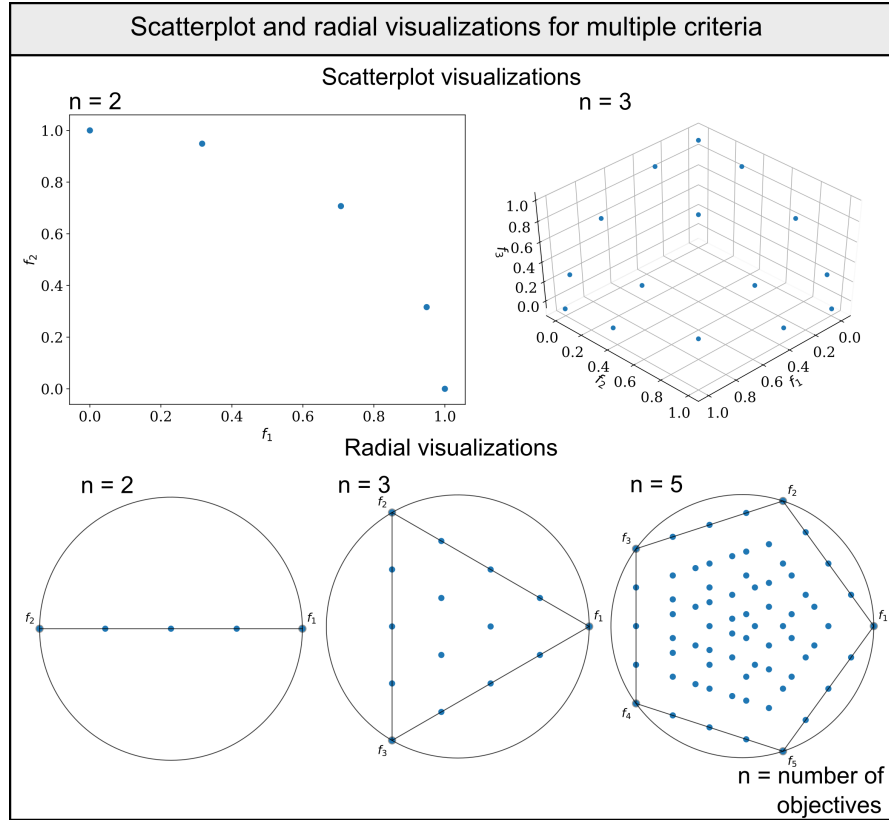 Scatterplot and radial visualizations for multiple criteria
Scatterplot visualizations
n = 2
1.0
0.8
0.6
0.4
0.2
0.0
f₂
0.0 0.2 0.4 0.6 0.8 1.0
f₁
n = 3
1.0
0.8
0.6
0.4
0.2
0.0
f₃
0.0
0.2
0.4
0.6
0.8
1.0
f₂
0.0
0.2
0.4
0.6
0.8
1.0
f₁
Radial visualizations
n = 2
f₂
f₁
n = 3
f₂
f₁
f₃
n = 5
f₂
f₃
f₁
f₄
f₅
n = number of
objectives